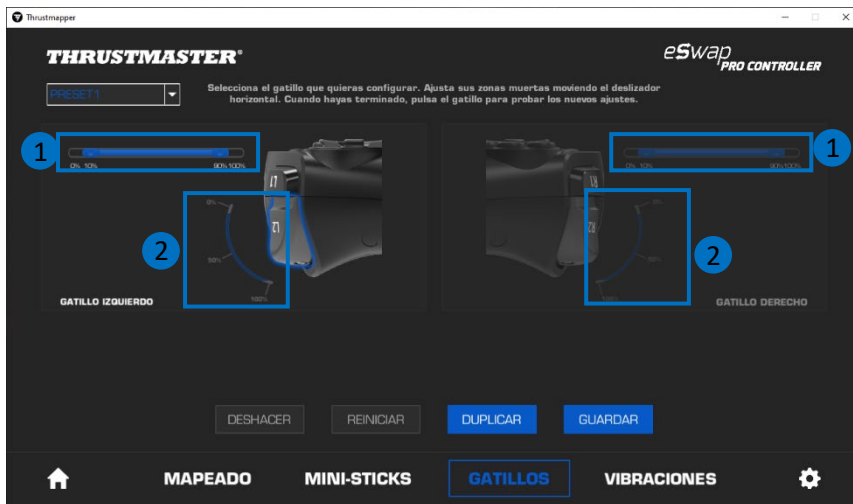 Thrustmapper
THRUSTMASTER®
eSwap
PRO CONTROLLER
PRESET 1
Selecciona el gatillo que quieras configurar. Ajusta sus zonas muertas moviendo el deslizador
horizontal. Cuando hayas terminado, pulsa el gatillo para probar los nuevos ajustes.
1
0% 10% 90% 100%
1
0% 10% 90% 100%
L1
L2
2
0%
50%
100%
GATILLO IZQUIERDO
R1
R2
2
0%
50%
100%
GATILLO DERECHO
DESHACER REINICIAR DUPLICAR GUARDAR
MAPEADO MINI-STICKS GATILLOS VIBRACIONES